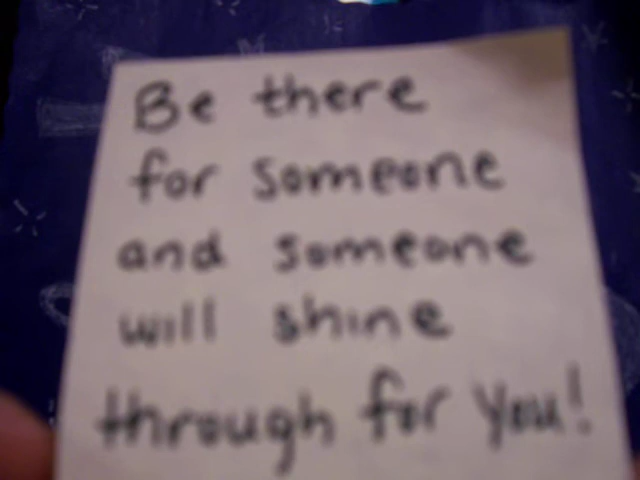 Be there
for someone
and someone
will shine
through for you!